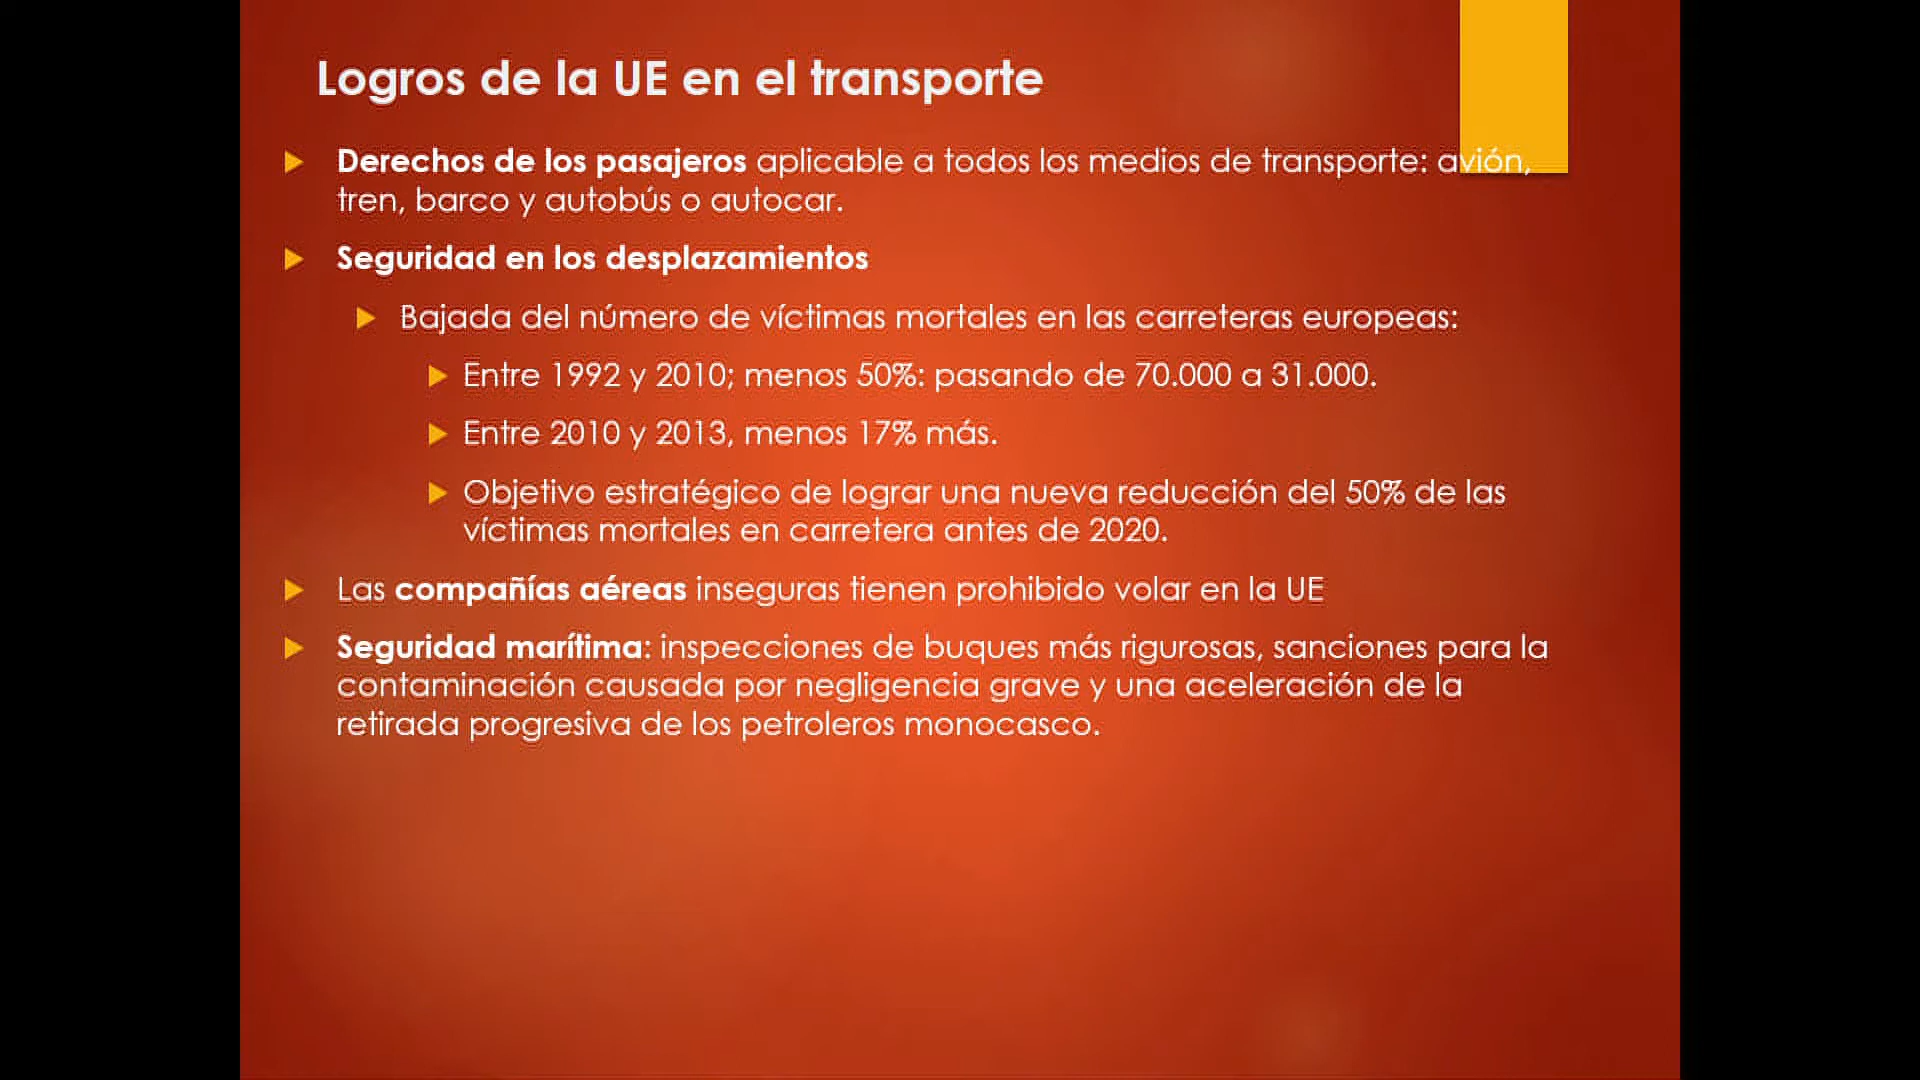 Logros de la UE en el transporte
Derechos de los pasajeros aplicable a todos los medios de transporte: avión,
tren, barco y autobús o autocar.
Seguridad en los desplazamientos
Bajada del número de víctimas mortales en las carreteras europeas:
Entre 1992 y 2010; menos 50%: pasando de 70.000 a 31.000.
Entre 2010 y 2013, menos 17% más.
Objetivo estratégico de lograr una nueva reducción del 50% de las
víctimas mortales en carretera antes de 2020.
Las compañías aéreas inseguras tienen prohibido volar en la UE
Seguridad marítima: inspecciones de buques más rigurosas, sanciones para la
contaminación causada por negligencia grave y una aceleración de la
retirada progresiva de los petroleros monocasco.